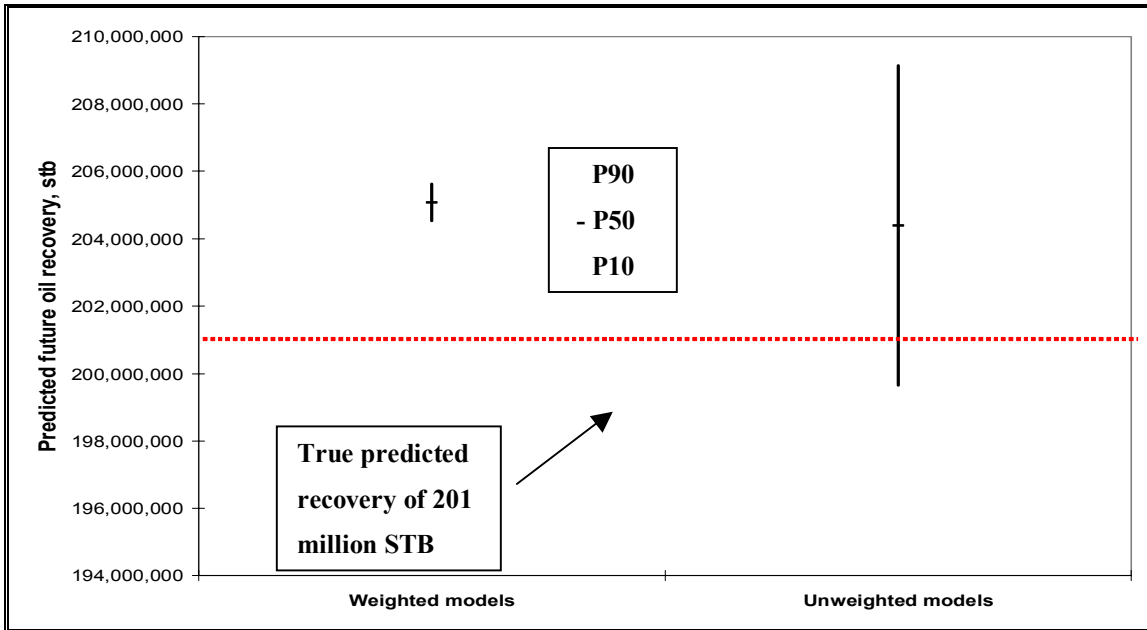 Predicted future oil recovery, stb
210,000,000
208,000,000
206,000,000
204,000,000
202,000,000
200,000,000
198,000,000
196,000,000
194,000,000
P90
- P50
P10
True predicted
recovery of 201
million STB
Weighted models
Unweighted models